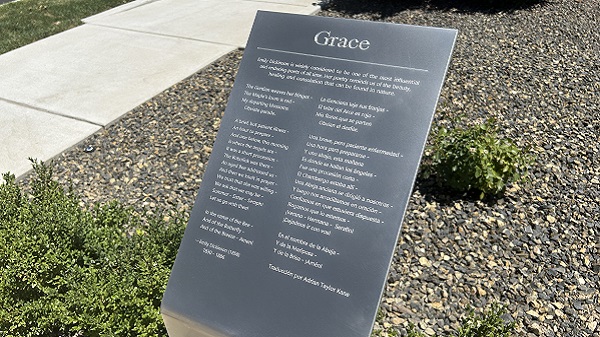 Grace
Emily Dickinson is widely considered to be one of the most influential
and enduring poets of all time. Her poetry reminds us of the beauty,
healing and consolation that can be found in nature.
The Gentian weaves her fringes -
The Maple's loom is red -
My departing blossoms
Obviate parade.
A brief, but patient illness -
An hour to prepare -
And one below, this morning
Is where the angels are -
It was a short procession -
The Bobolink was there -
An aged Bee addressed us -
And then we knelt in prayer -
We trust that she was willing -
We ask that we may be -
Summer - Sister - Seraph!
Let us go with thee!
In the name of the Bee -
And of the Butterfly -
And of the Breeze - Amen!
- Emily Dickinson (1858)
1830 - 1886
La Genciana teje sus franjas -
El telar del Arce es rojo -
Mis flores que se parten
Obvian el desfile.
Una breve, pero paciente enfermedad -
Una hora para prepararse -
Y uno abajo, esta mañana
Es donde se hallan los ángeles -
Fue una procesión corta -
El Chambergo estaba allí -
Una Abeja anciana se dirigió a nosotros -
Y luego nos arrodillamos en oración -
Confiamos en que estuviera dispuesta -
Rogamos que lo estemos -
¡Verano - Hermana - Serafín!
¡Déjanos ir con vos!
En el nombre de la Abeja -
Y de la Mariposa -
Y de la Brisa - ¡Amén!
Traducción por Adrian Taylor Kane